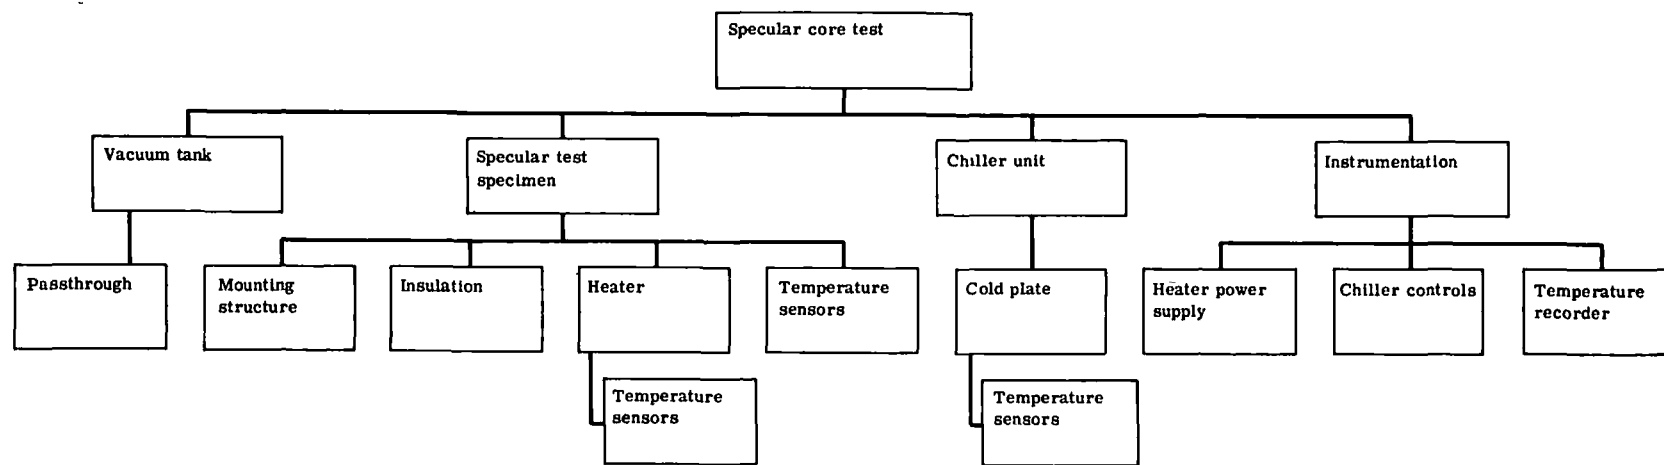 Specular core test
Vacuum tank
Specular test
specimen
Chiller unit
Instrumentation
Passthrough
Mounting
structure
Insulation
Heater
Temperature
sensors
Cold plate
Heater power
supply
Chiller controls
Temperature
recorder
Temperature
sensors
Temperature
sensors